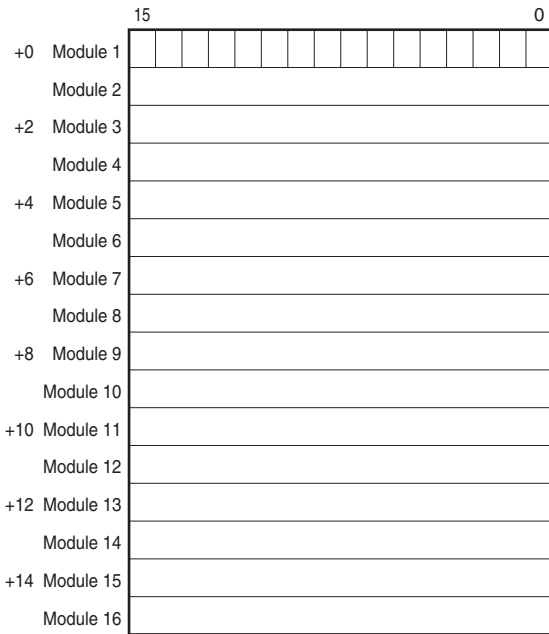 15 0
+0 Module 1
Module 2
+2 Module 3
Module 4
+4 Module 5
Module 6
+6 Module 7
Module 8
+8 Module 9
Module 10
+10 Module 11
Module 12
+12 Module 13
Module 14
+14 Module 15
Module 16